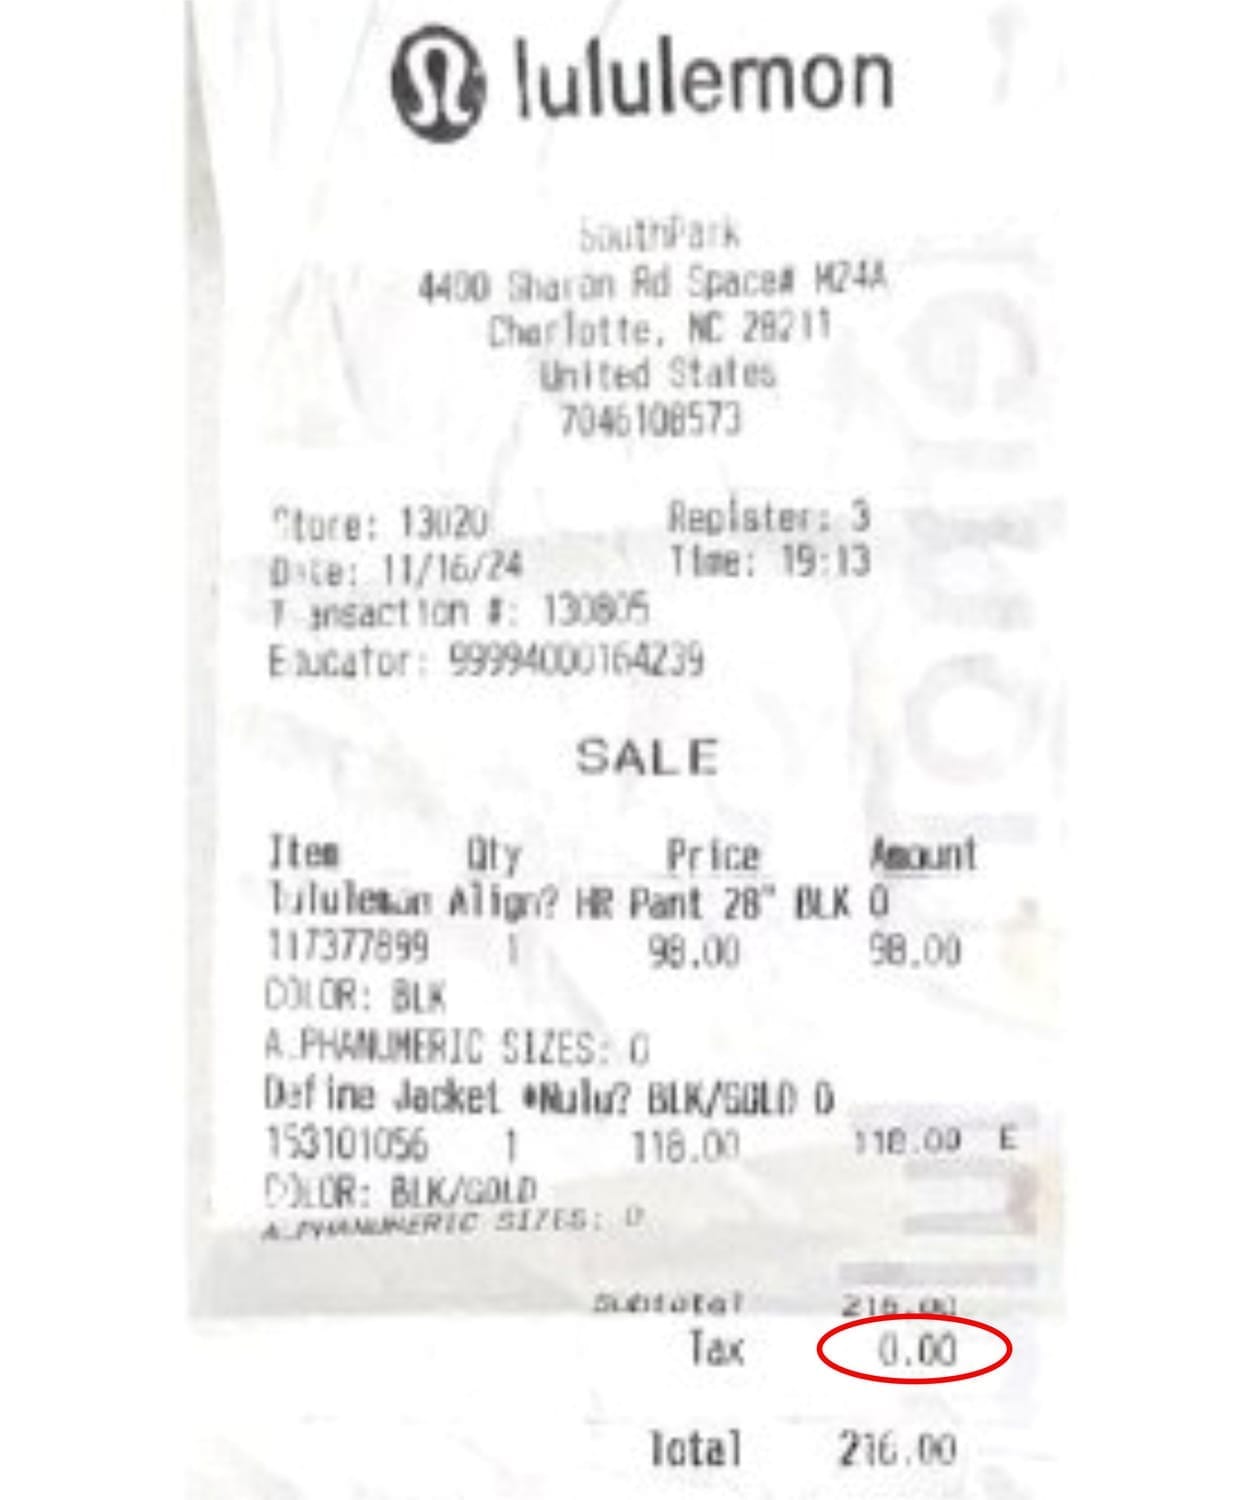 lululemon
SouthPark
4400 Sharon Rd Space# M24A
Charlotte, NC 28211
United States
7046108573
Store: 13020 Register: 3
Date: 11/16/24 Time: 19:13
Transaction #: 130805
Educator: 99994000164239
SALE
Item Qty Price Amount
lululemon Align? HR Pant 28" BLK 0
117377899 1 98.00 98.00
COLOR: BLK
ALPHANUMERIC SIZES: 0
Define Jacket *Nulu? BLK/GOLD 0
153101056 1 118.00 118.00 E
COLOR: BLK/GOLD
ALPHANUMERIC SIZES: 0
Subtotal 216.00
Tax 0.00
Total 216.00